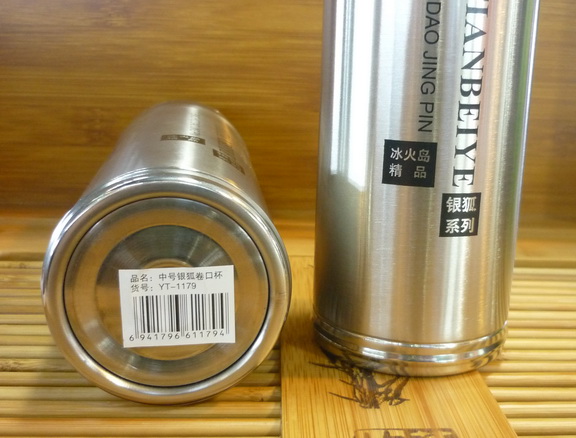 品名: 中号银狐卷口杯
货号: YT-1179
6 941796 611794
DAO JING PIN
IANBEIYE
冰火岛
精品
银狐
系列